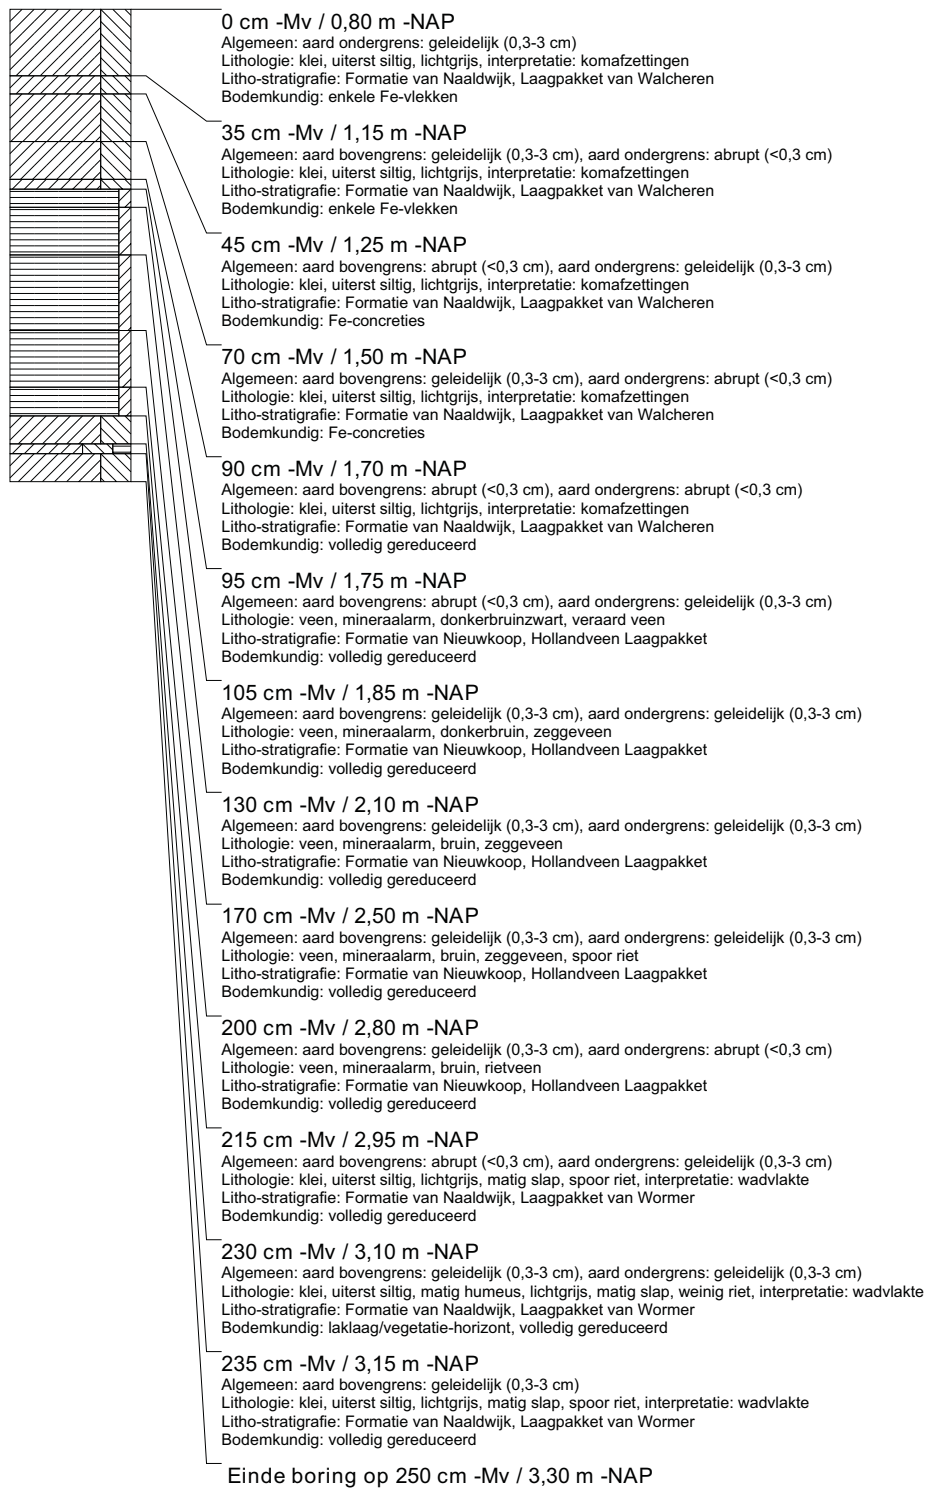 0 cm -Mv / 0,80 m -NAP
Algemeen: aard ondergrens: geleidelijk (0,3-3 cm)
Lithologie: klei, uiterst siltig, lichtgrijs, interpretatie: komafzettingen
Litho-stratigrafie: Formatie van Naaldwijk, Laagpakket van Walcheren
Bodemkundig: enkele Fe-vlekken
35 cm -Mv / 1,15 m -NAP
Algemeen: aard bovengrens: geleidelijk (0,3-3 cm), aard ondergrens: abrupt (<0,3 cm)
Lithologie: klei, uiterst siltig, lichtgrijs, interpretatie: komafzettingen
Litho-stratigrafie: Formatie van Naaldwijk, Laagpakket van Walcheren
Bodemkundig: enkele Fe-vlekken
45 cm -Mv / 1,25 m -NAP
Algemeen: aard bovengrens: abrupt (<0,3 cm), aard ondergrens: geleidelijk (0,3-3 cm)
Lithologie: klei, uiterst siltig, lichtgrijs, interpretatie: komafzettingen
Litho-stratigrafie: Formatie van Naaldwijk, Laagpakket van Walcheren
Bodemkundig: Fe-concreties
70 cm -Mv / 1,50 m -NAP
Algemeen: aard bovengrens: geleidelijk (0,3-3 cm), aard ondergrens: abrupt (<0,3 cm)
Lithologie: klei, uiterst siltig, lichtgrijs, interpretatie: komafzettingen
Litho-stratigrafie: Formatie van Naaldwijk, Laagpakket van Walcheren
Bodemkundig: Fe-concreties
90 cm -Mv / 1,70 m -NAP
Algemeen: aard bovengrens: abrupt (<0,3 cm), aard ondergrens: abrupt (<0,3 cm)
Lithologie: klei, uiterst siltig, lichtgrijs, interpretatie: komafzettingen
Litho-stratigrafie: Formatie van Naaldwijk, Laagpakket van Walcheren
Bodemkundig: volledig gereduceerd
95 cm -Mv / 1,75 m -NAP
Algemeen: aard bovengrens: abrupt (<0,3 cm), aard ondergrens: geleidelijk (0,3-3 cm)
Lithologie: veen, mineraalarm, donkerbruinzwart, veraard veen
Litho-stratigrafie: Formatie van Nieuwkoop, Hollandveen Laagpakket
Bodemkundig: volledig gereduceerd
105 cm -Mv / 1,85 m -NAP
Algemeen: aard bovengrens: geleidelijk (0,3-3 cm), aard ondergrens: geleidelijk (0,3-3 cm)
Lithologie: veen, mineraalarm, donkerbruin, zeggeveen
Litho-stratigrafie: Formatie van Nieuwkoop, Hollandveen Laagpakket
Bodemkundig: volledig gereduceerd
130 cm -Mv / 2,10 m -NAP
Algemeen: aard bovengrens: geleidelijk (0,3-3 cm), aard ondergrens: geleidelijk (0,3-3 cm)
Lithologie: veen, mineraalarm, bruin, zeggeveen
Litho-stratigrafie: Formatie van Nieuwkoop, Hollandveen Laagpakket
Bodemkundig: volledig gereduceerd
170 cm -Mv / 2,50 m -NAP
Algemeen: aard bovengrens: geleidelijk (0,3-3 cm), aard ondergrens: geleidelijk (0,3-3 cm)
Lithologie: veen, mineraalarm, bruin, zeggeveen, spoor riet
Litho-stratigrafie: Formatie van Nieuwkoop, Hollandveen Laagpakket
Bodemkundig: volledig gereduceerd
200 cm -Mv / 2,80 m -NAP
Algemeen: aard bovengrens: geleidelijk (0,3-3 cm), aard ondergrens: abrupt (<0,3 cm)
Lithologie: veen, mineraalarm, bruin, rietveen
Litho-stratigrafie: Formatie van Nieuwkoop, Hollandveen Laagpakket
Bodemkundig: volledig gereduceerd
215 cm -Mv / 2,95 m -NAP
Algemeen: aard bovengrens: abrupt (<0,3 cm), aard ondergrens: geleidelijk (0,3-3 cm)
Lithologie: klei, uiterst siltig, lichtgrijs, matig slap, spoor riet, interpretatie: wadvlakte
Litho-stratigrafie: Formatie van Naaldwijk, Laagpakket van Wormer
Bodemkundig: volledig gereduceerd
230 cm -Mv / 3,10 m -NAP
Algemeen: aard bovengrens: geleidelijk (0,3-3 cm), aard ondergrens: geleidelijk (0,3-3 cm)
Lithologie: klei, uiterst siltig, matig humeus, lichtgrijs, matig slap, weinig riet, interpretatie: wadvlakte
Litho-stratigrafie: Formatie van Naaldwijk, Laagpakket van Wormer
Bodemkundig: laklaag/vegetatie-horizont, volledig gereduceerd
235 cm -Mv / 3,15 m -NAP
Algemeen: aard bovengrens: geleidelijk (0,3-3 cm)
Lithologie: klei, uiterst siltig, lichtgrijs, matig slap, spoor riet, interpretatie: wadvlakte
Litho-stratigrafie: Formatie van Naaldwijk, Laagpakket van Wormer
Bodemkundig: volledig gereduceerd
Einde boring op 250 cm -Mv / 3,30 m -NAP